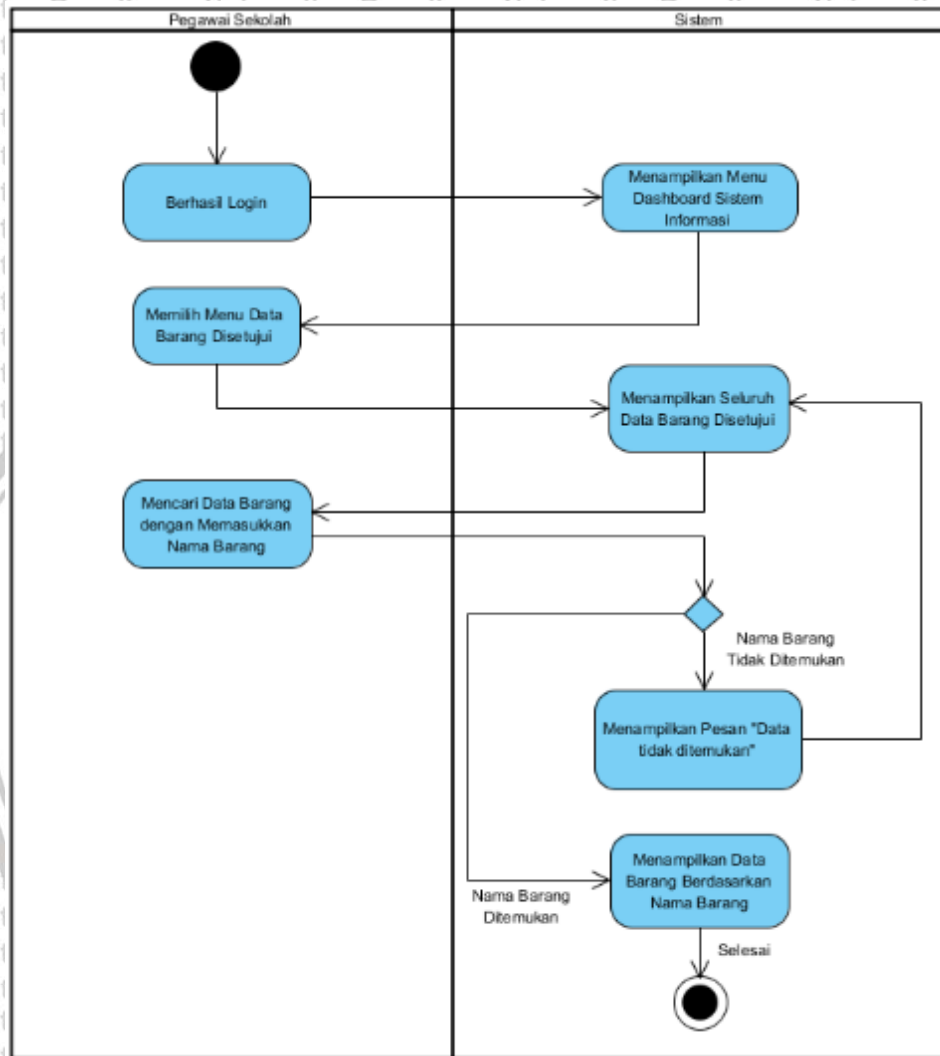 Pegawai Sekolah
Sistem
Berhasil Login
Menampilkan Menu
Dashboard Sistem
Informasi
Memilih Menu Data
Barang Disetujui
Menampilkan Seluruh
Data Barang Disetujui
Mencari Data Barang
dengan Memasukkan
Nama Barang
Nama Barang
Tidak Ditemukan
Menampilkan Pesan "Data
tidak ditemukan"
Menampilkan Data
Barang Berdasarkan
Nama Barang
Nama Barang
Ditemukan
Selesai